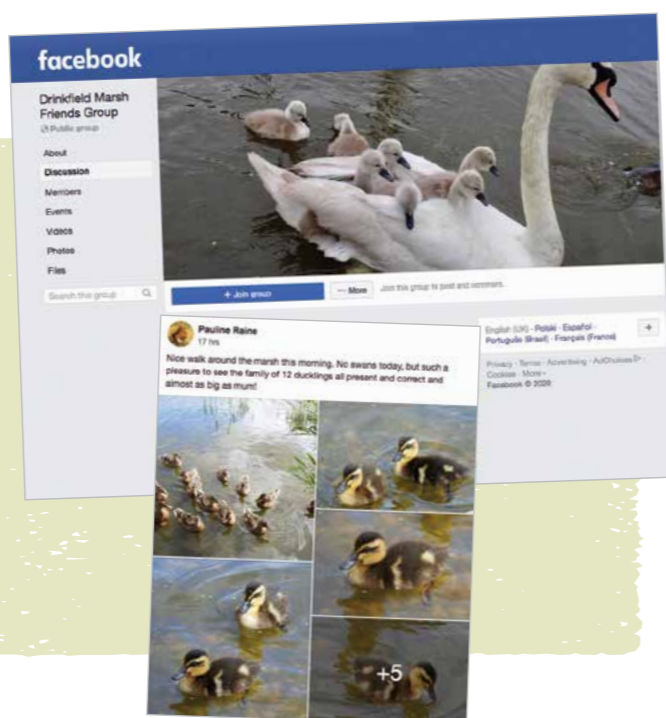 facebook
Drinkfield Marsh
Friends Group
Public group
About
Discussion
Members
Events
Videos
Photos
Files
Search this group
+ Join group
··· More
Join this group to post and comment.
Pauline Raine
17 hrs
Nice walk around the marsh this morning. No swans today, but such a
pleasure to see the family of 12 ducklings all present and correct and
almost as big as mum!
+5
English (UK) · Polski · Español ·
Português (Brasil) · Français (France)
+
Privacy · Terms · Advertising · AdChoices ·
Cookies · More
Facebook © 2020